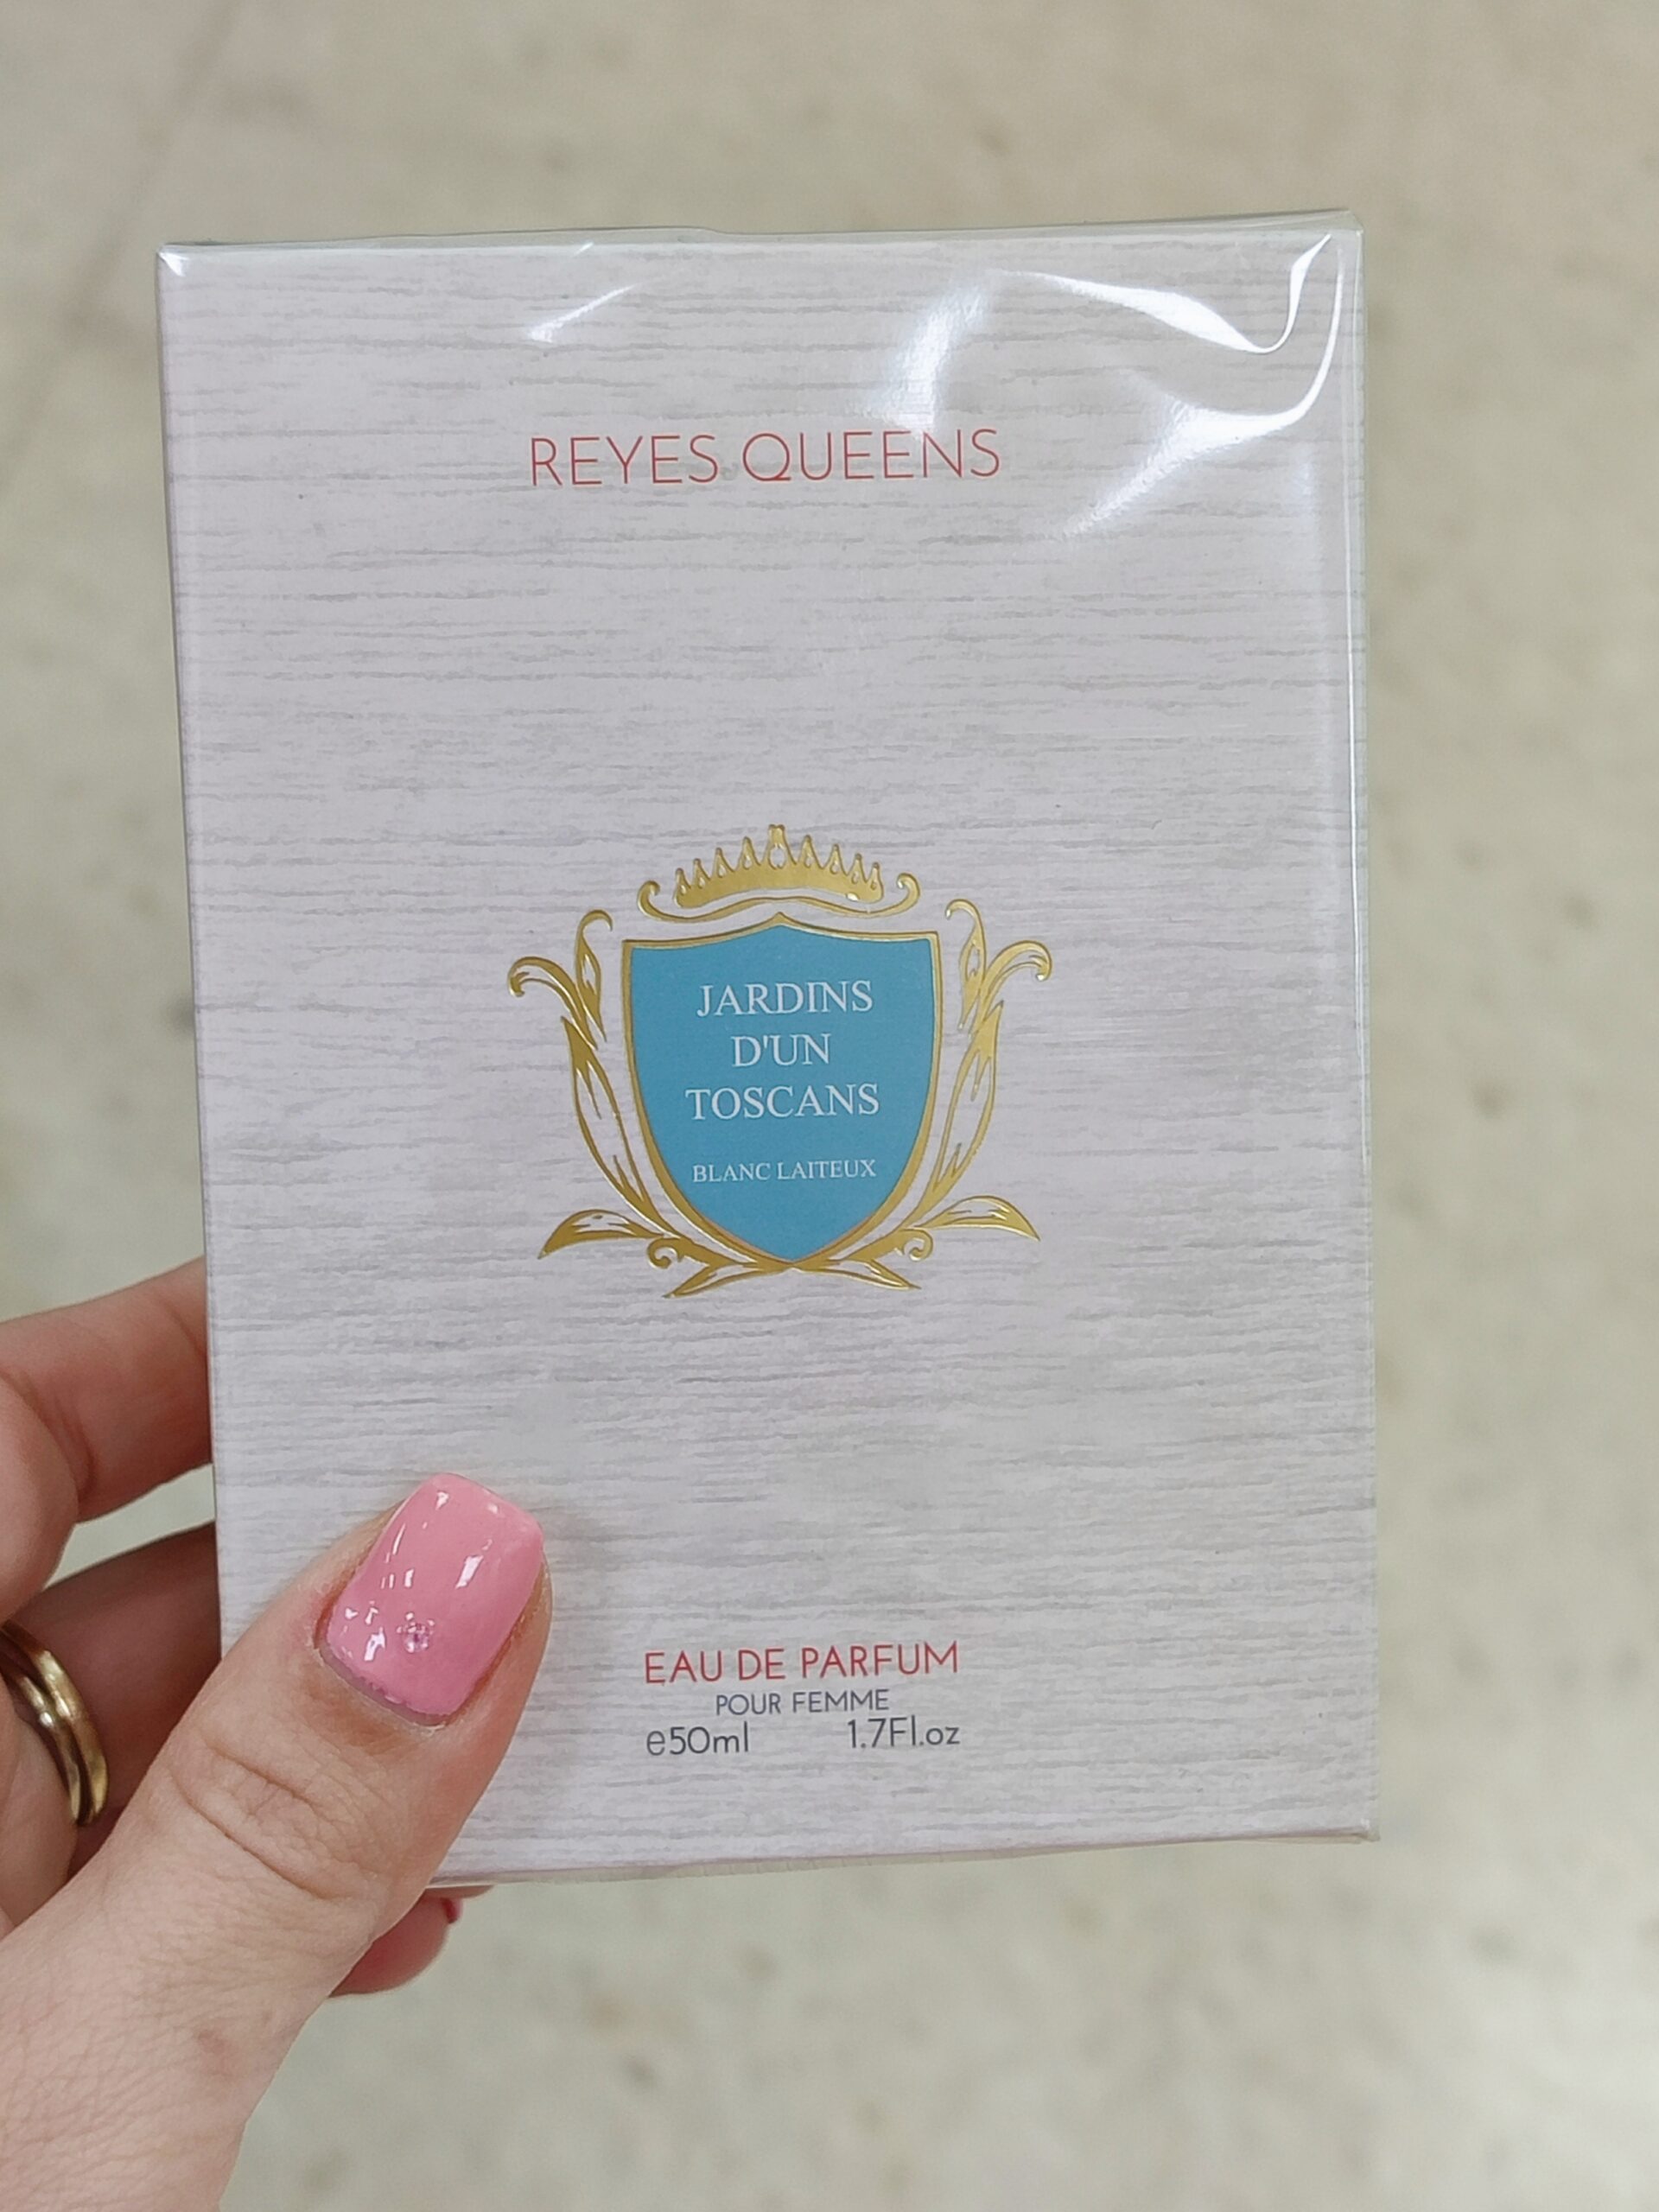 REYES QUEENS
JARDINS
D'UN
TOSCANS
BLANC LAITEUX
EAU DE PARFUM
POUR FEMME
e50ml 1.7Fl.oz